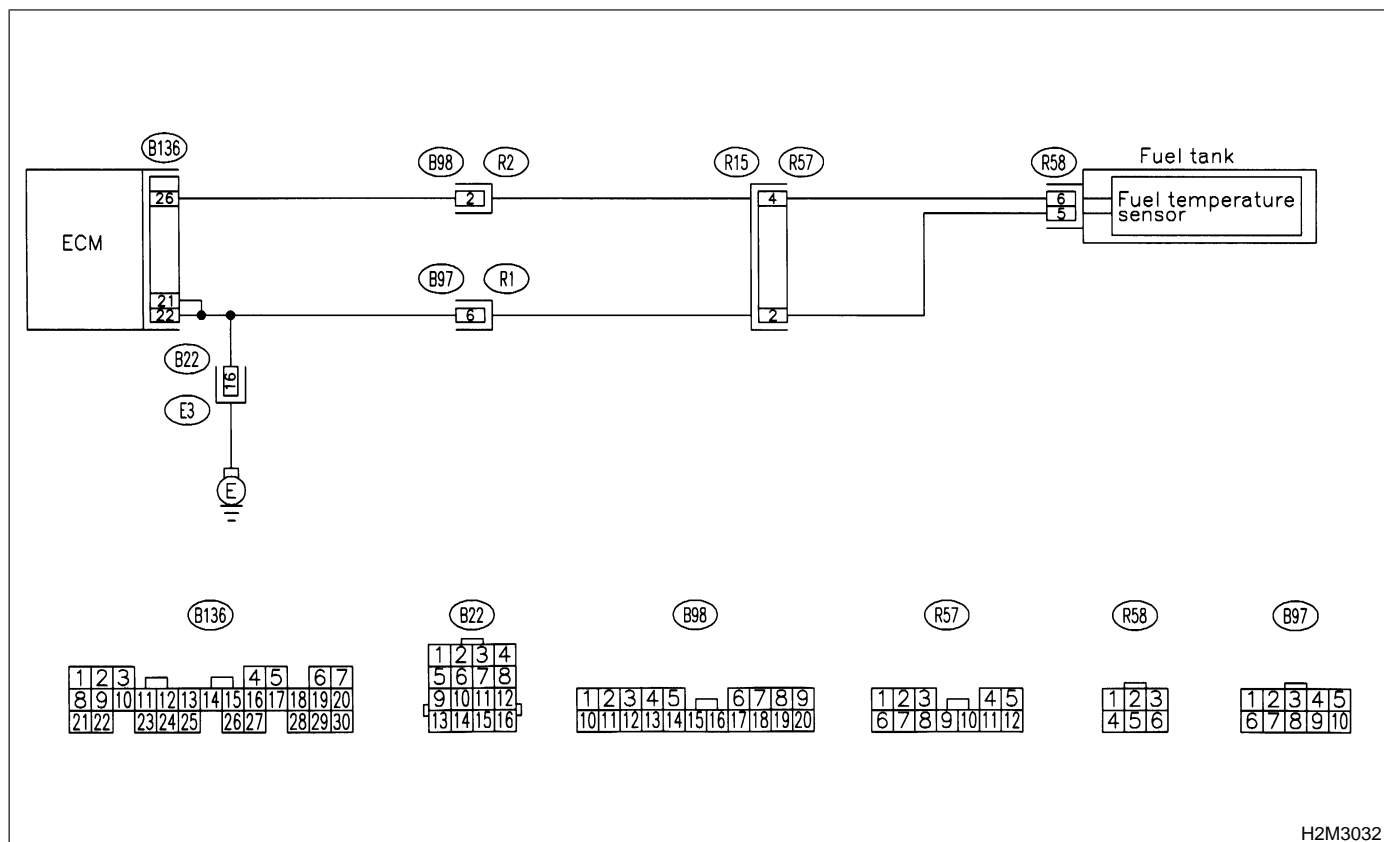 B136 B98 R2 R15 R57 R58 Fuel tank
26 2 4 6 Fuel temperature
5 sensor
ECM
B97 R1
21
22 6 2
B22
16
E3
E
B136 B22 B98 R57 R58 B97
1 2 3 4 5 6 7
8 9 10 11 12 13 14 15 16 17 18 19 20
21 22 23 24 25 26 27 28 29 30
1 2 3 4
5 6 7 8
9 10 11 12
13 14 15 16
1 2 3 4 5 6 7 8 9
10 11 12 13 14 15 16 17 18 19 20
1 2 3 4 5
6 7 8 9 10 11 12
1 2 3
4 5 6
1 2 3 4 5
6 7 8 9 10
H2M3032